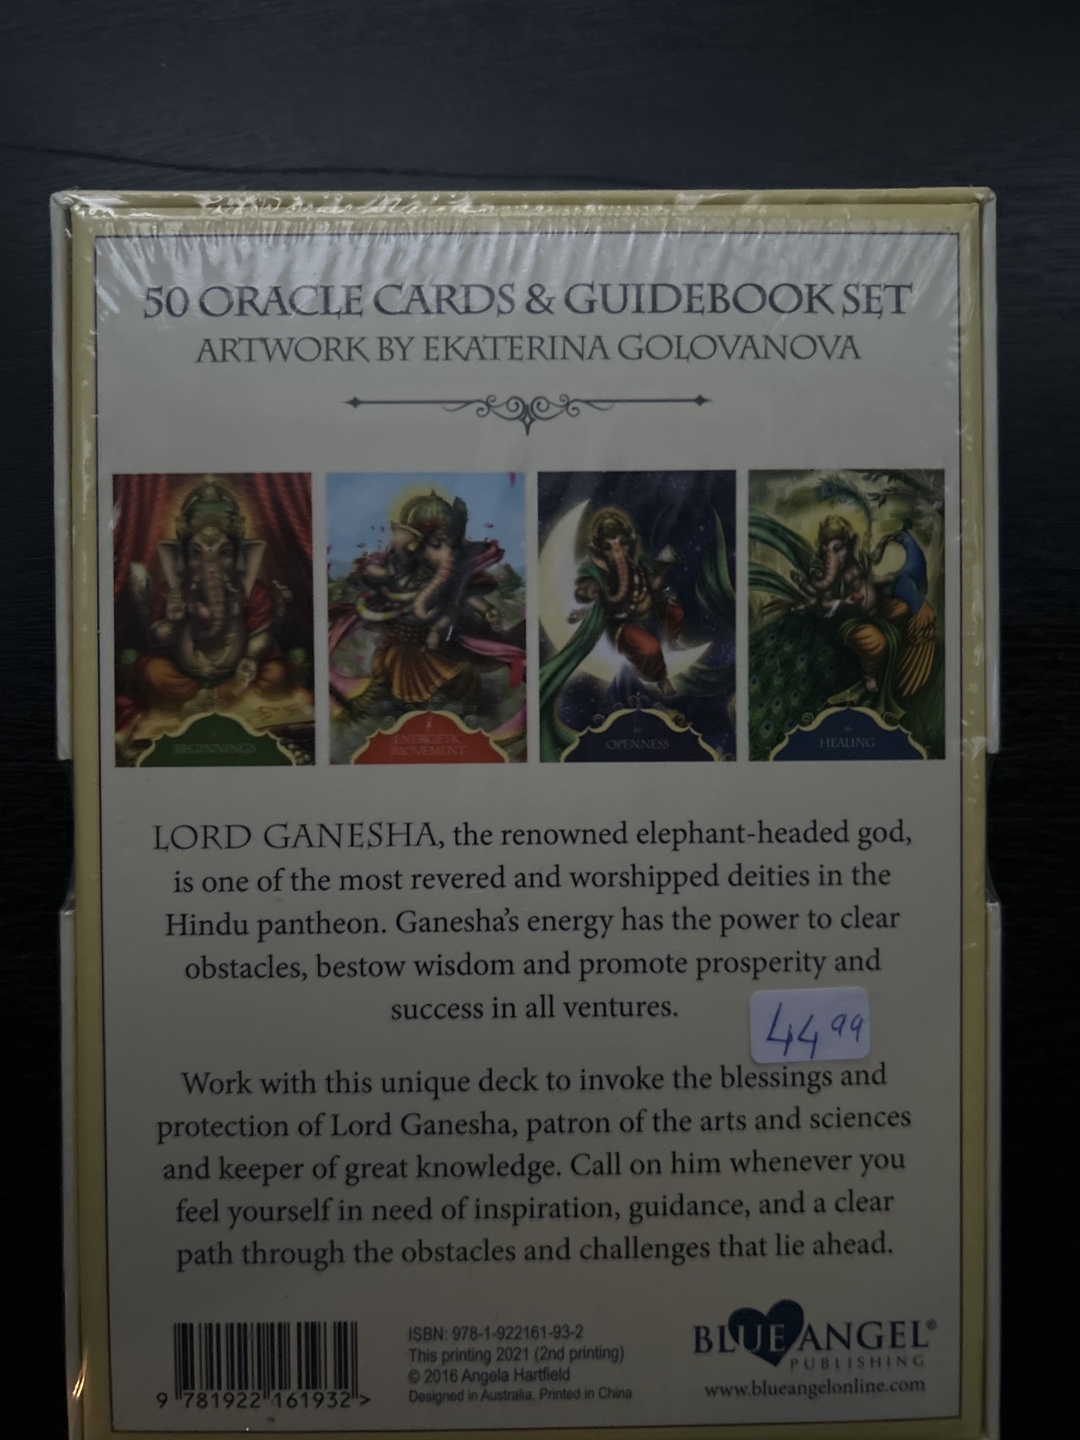 50 ORACLE CARDS & GUIDEBOOK SET
ARTWORK BY EKATERINA GOLOVANOVA
BEGINNINGS
4
ENERGETIC
MOVEMENT
10
OPENNESS
36
HEALING
LORD GANESHA, the renowned elephant-headed god,
is one of the most revered and worshipped deities in the
Hindu pantheon. Ganesha's energy has the power to clear
obstacles, bestow wisdom and promote prosperity and
success in all ventures.
44 99
Work with this unique deck to invoke the blessings and
protection of Lord Ganesha, patron of the arts and sciences
and keeper of great knowledge. Call on him whenever you
feel yourself in need of inspiration, guidance, and a clear
path through the obstacles and challenges that lie ahead.
9 781922 161932 >
ISBN: 978-1-922161-93-2
This printing 2021 (2nd printing)
© 2016 Angela Hartfield
Designed in Australia, Printed in China
BLUE ANGEL®
PUBLISHING
www.blueangelonline.com